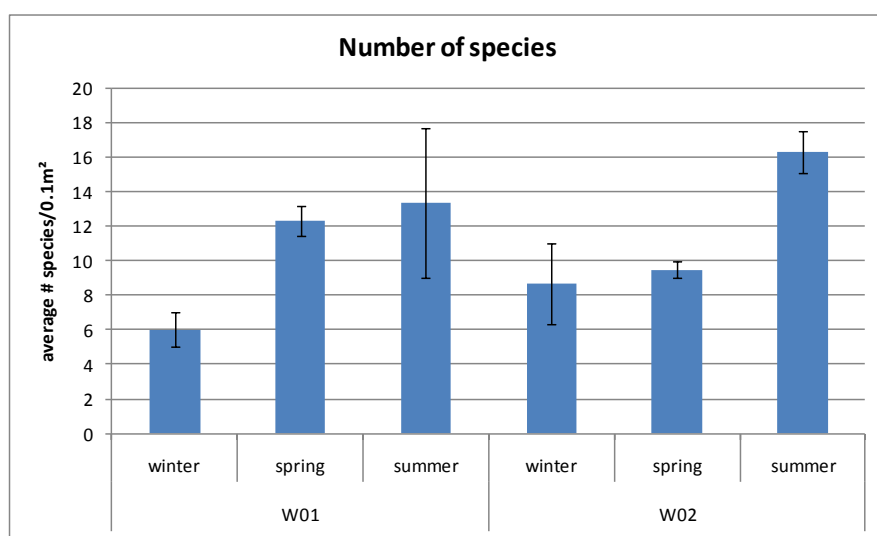 Number of species
average # species/0.1m²
20
18
16
14
12
10
8
6
4
2
0
winter spring summer winter spring summer
W01 W02